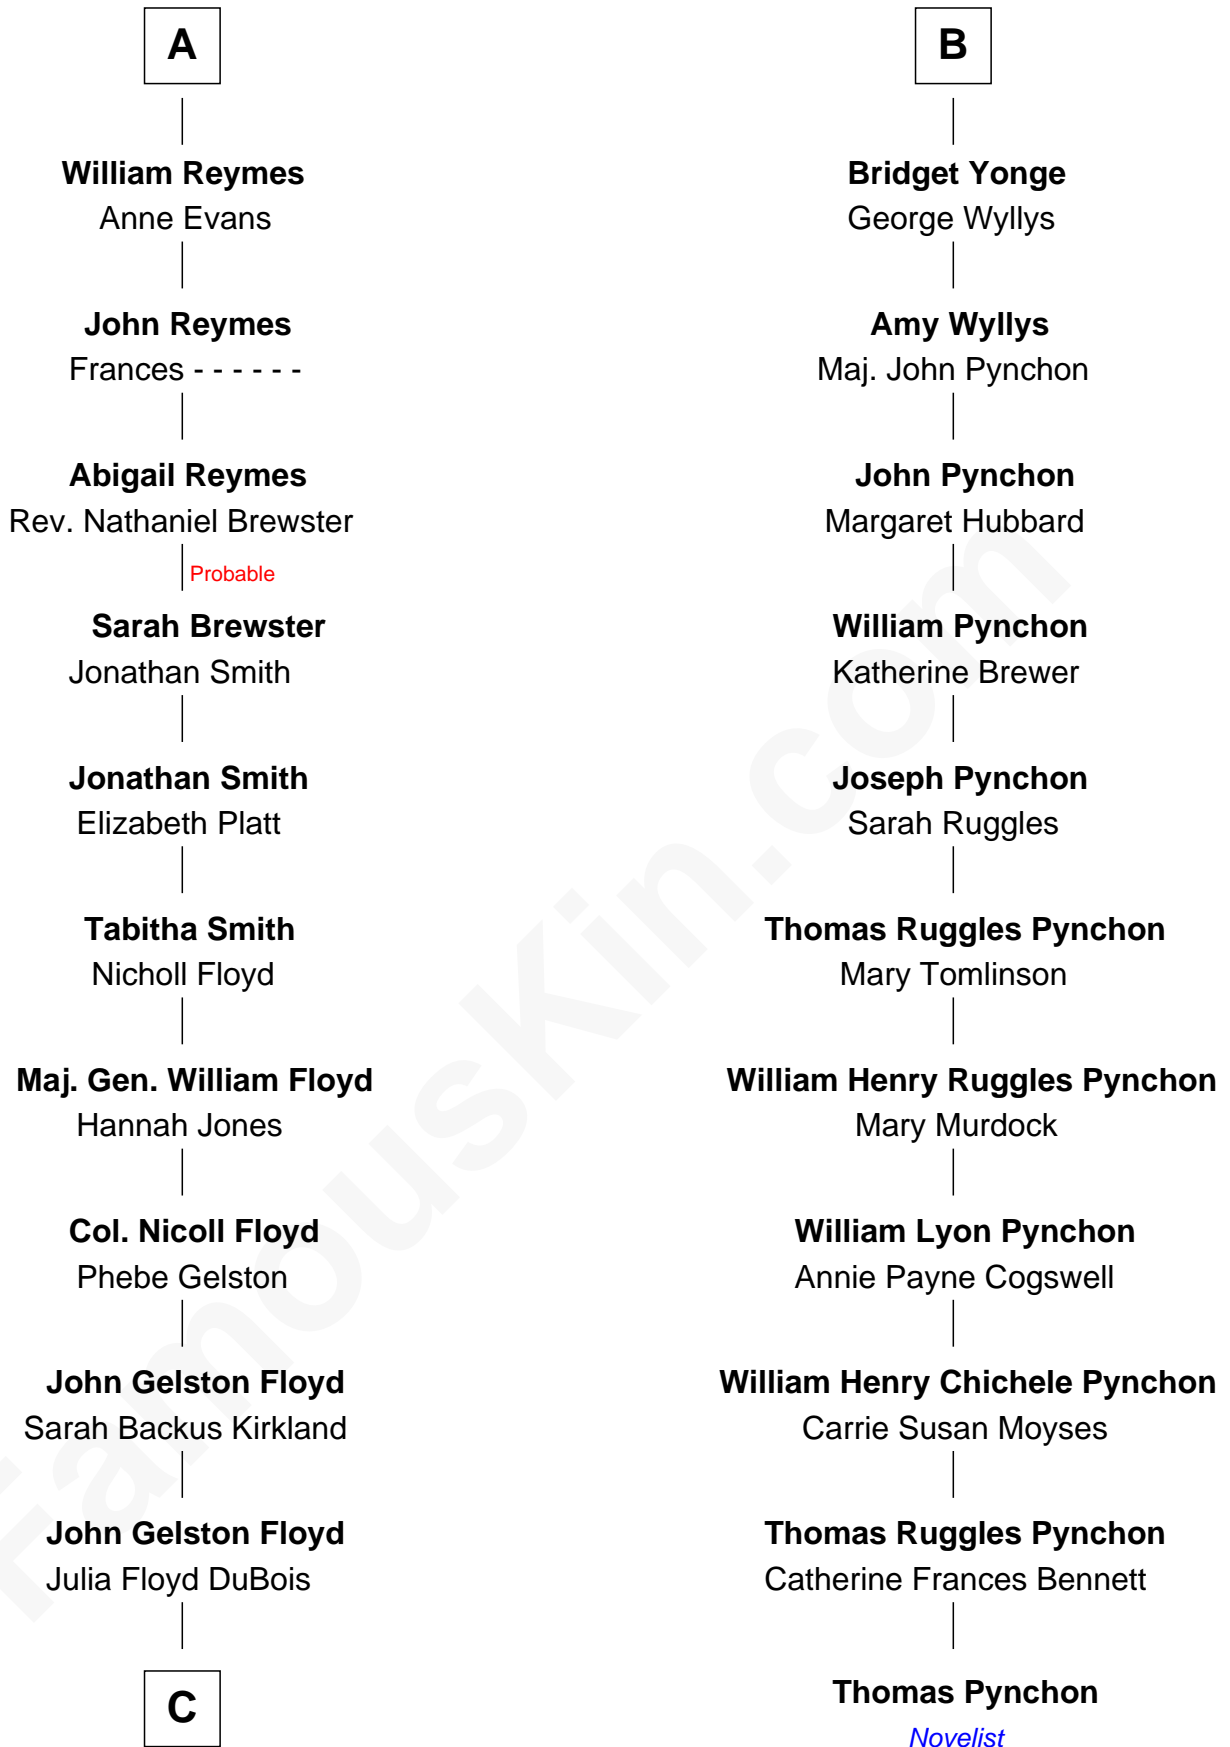 A
William Reymes
Anne Evans
John Reymes
Frances - - - - - -
Abigail Reymes
Rev. Nathaniel Brewster
Probable
Sarah Brewster
Jonathan Smith
Jonathan Smith
Elizabeth Platt
Tabitha Smith
Nicholl Floyd
Maj. Gen. William Floyd
Hannah Jones
Col. Nicoll Floyd
Phebe Gelston
John Gelston Floyd
Sarah Backus Kirkland
John Gelston Floyd
Julia Floyd DuBois
C
B
Bridget Yonge
George Wyllys
Amy Wyllys
Maj. John Pynchon
John Pynchon
Margaret Hubbard
William Pynchon
Katherine Brewer
Joseph Pynchon
Sarah Ruggles
Thomas Ruggles Pynchon
Mary Tomlinson
William Henry Ruggles Pynchon
Mary Murdock
William Lyon Pynchon
Annie Payne Cogswell
William Henry Chichele Pynchon
Carrie Susan Moyses
Thomas Ruggles Pynchon
Catherine Frances Bennett
Thomas Pynchon
Novelist
FamousKin.com